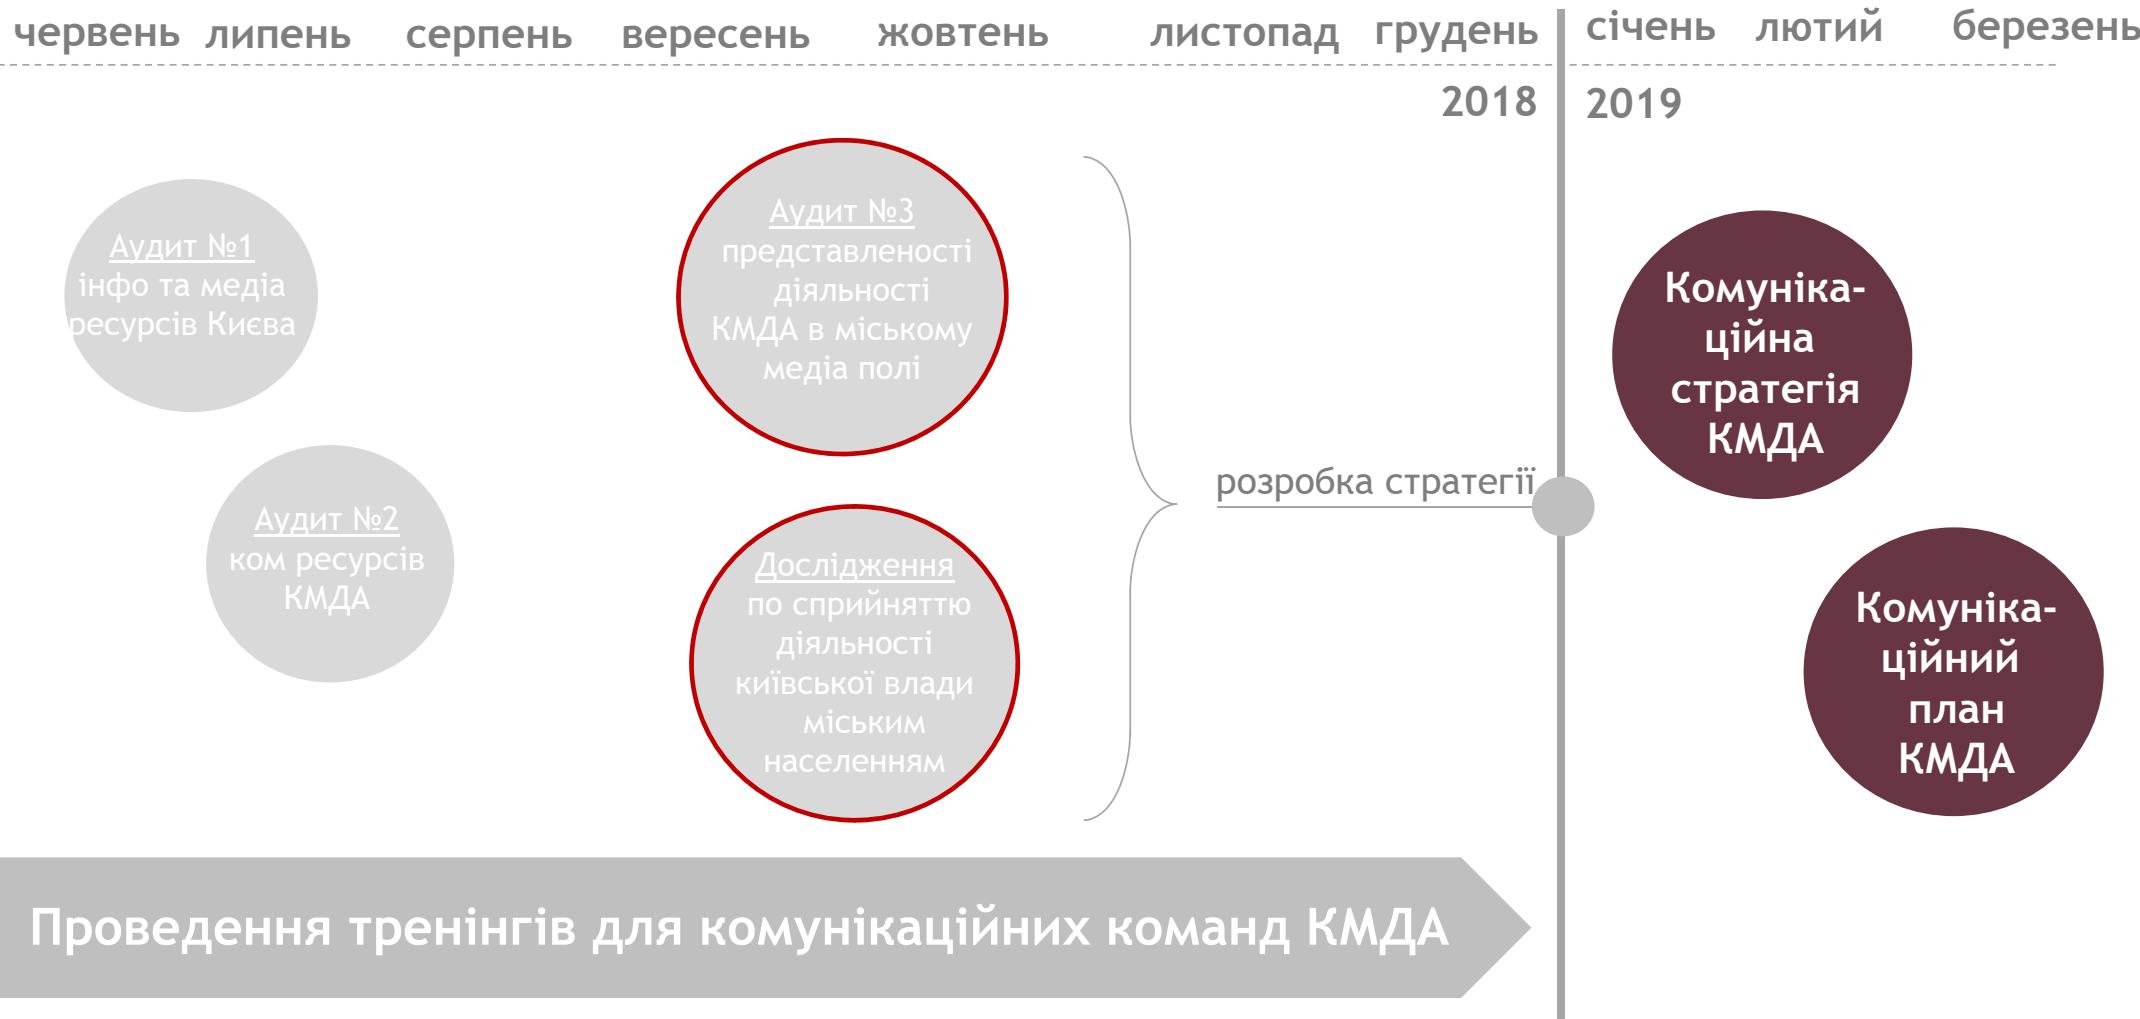 червень липень серпень вересень жовтень листопад грудень січень лютий березень
2018 2019
Аудит №1
інфо та медіа
ресурсів Києва
Аудит №2
ком ресурсів
КМДА
Аудит №3
представленості
діяльності
КМДА в міському
медіа полі
Дослідження
по сприйняттю
діяльності
київської влади
міським
населенням
розробка стратегії
Комуніка-
ційна
стратегія
КМДА
Комуніка-
ційний
план
КМДА
Проведення тренінгів для комунікаційних команд КМДА